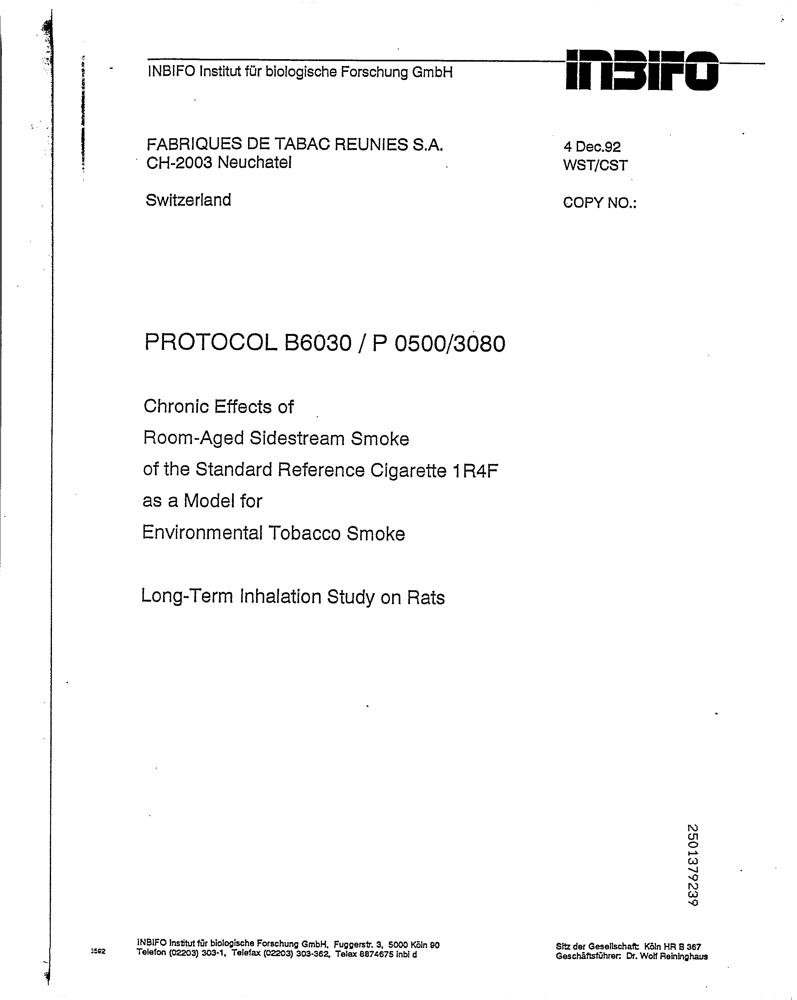 INBIFO Institut für biologische Forschung GmbH
INBIFO
FABRIQUES DE TABAC REUNIES S.A.
CH-2003 Neuchatel
Switzerland
4 Dec.92
WST/CST
COPY NO.:
PROTOCOL B6030 / P 0500/3080
Chronic Effects of
Room-Aged Sidestream Smoke
of the Standard Reference Cigarette 1R4F
as a Model for
Environmental Tobacco Smoke
Long-Term Inhalation Study on Rats
2501379239
INBIFO Institut für biologische Forschung GmbH, Fuggerstr. 3, 5000 Köln 90
Telefon (02203) 303-1, Telefax (02203) 303-362, Telex 8874675 inbi d
Sitz der Gesellschaft: Köln HR B 367
Geschäftsführer: Dr. Wolf Reininghaus